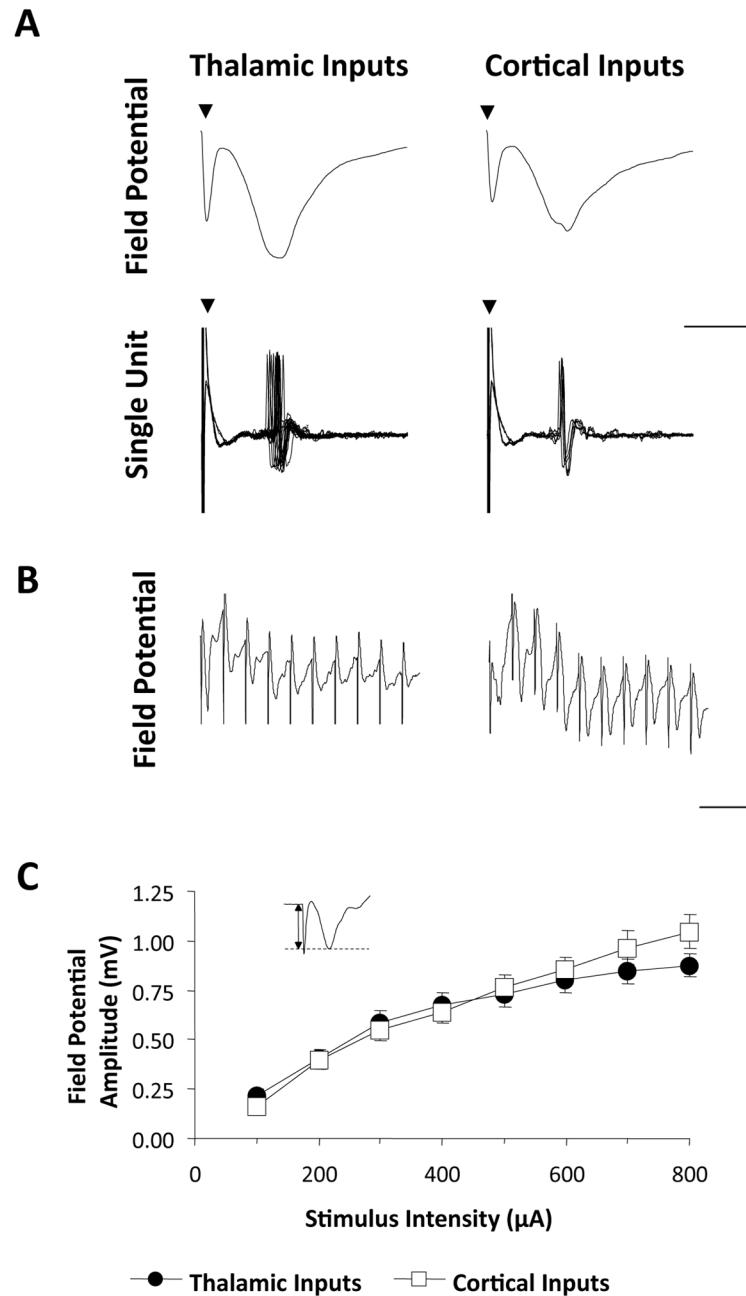 A
Thalamic Inputs
Cortical Inputs
Field Potential
Single Unit
B
Field Potential
C
Field Potential
Amplitude (mV)
1.25
1.00
0.75
0.50
0.25
0.00
0
200
400
600
800
Stimulus Intensity (µA)
Thalamic Inputs
Cortical Inputs